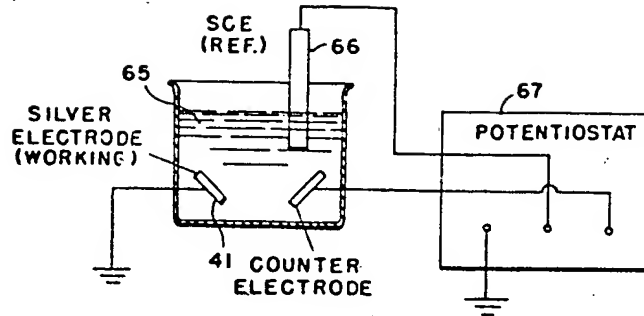 SCE
(REF.)
66
65
67
SILVER
ELECTRODE
(WORKING)
POTENTIOSTAT
41
COUNTER
ELECTRODE